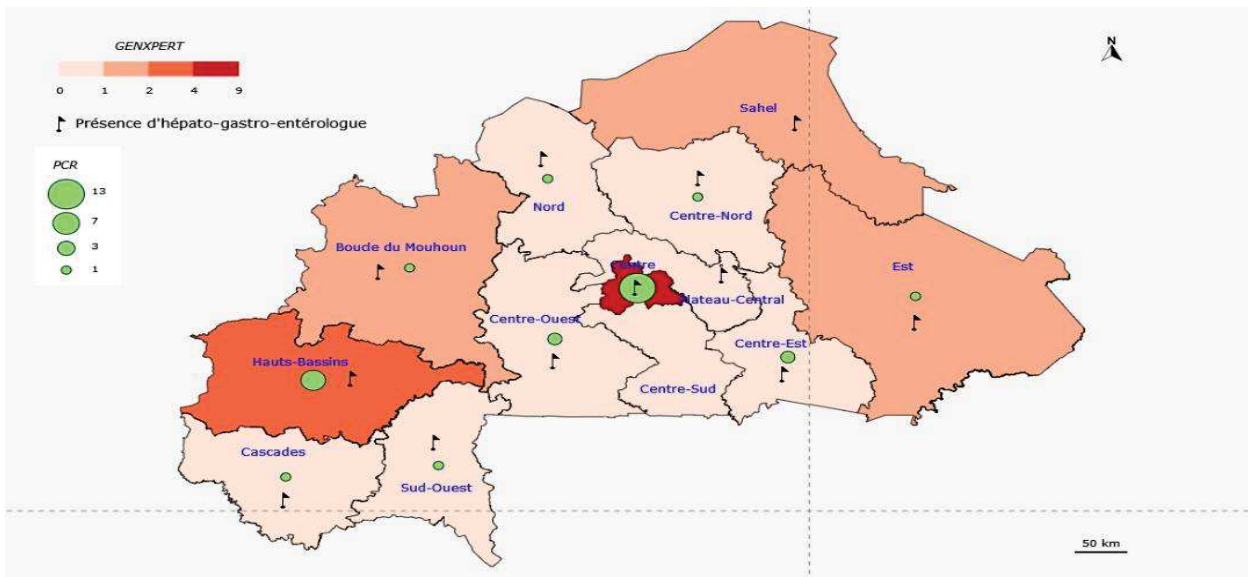 GENXPERT
0 1 2 4 9
Présence d'hépato-gastro-entérologue
PCR
13
7
3
1
N
Sahel
Nord
Centre-Nord
Boucle du Mouhoun
Centre
Est
Plateau-Central
Centre-Ouest
Centre-Est
Hauts-Bassins
Centre-Sud
Cascades
Sud-Ouest
50 km